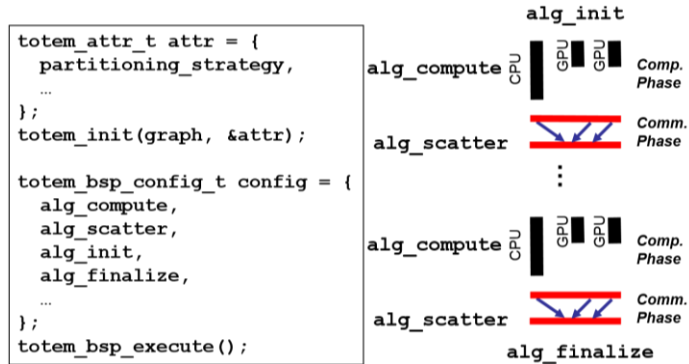 totem_attr_t attr = {
partitioning_strategy,
…
};
totem_init(graph, &attr);
totem_bsp_config_t config = {
alg_compute,
alg_scatter,
alg_init,
alg_finalize,
…
};
totem_bsp_execute();
alg_init
alg_compute CPU GPU GPU Comp.
Phase
alg_scatter Comm.
Phase
⋮
alg_compute CPU GPU GPU Comp.
Phase
alg_scatter Comm.
Phase
alg_finalize